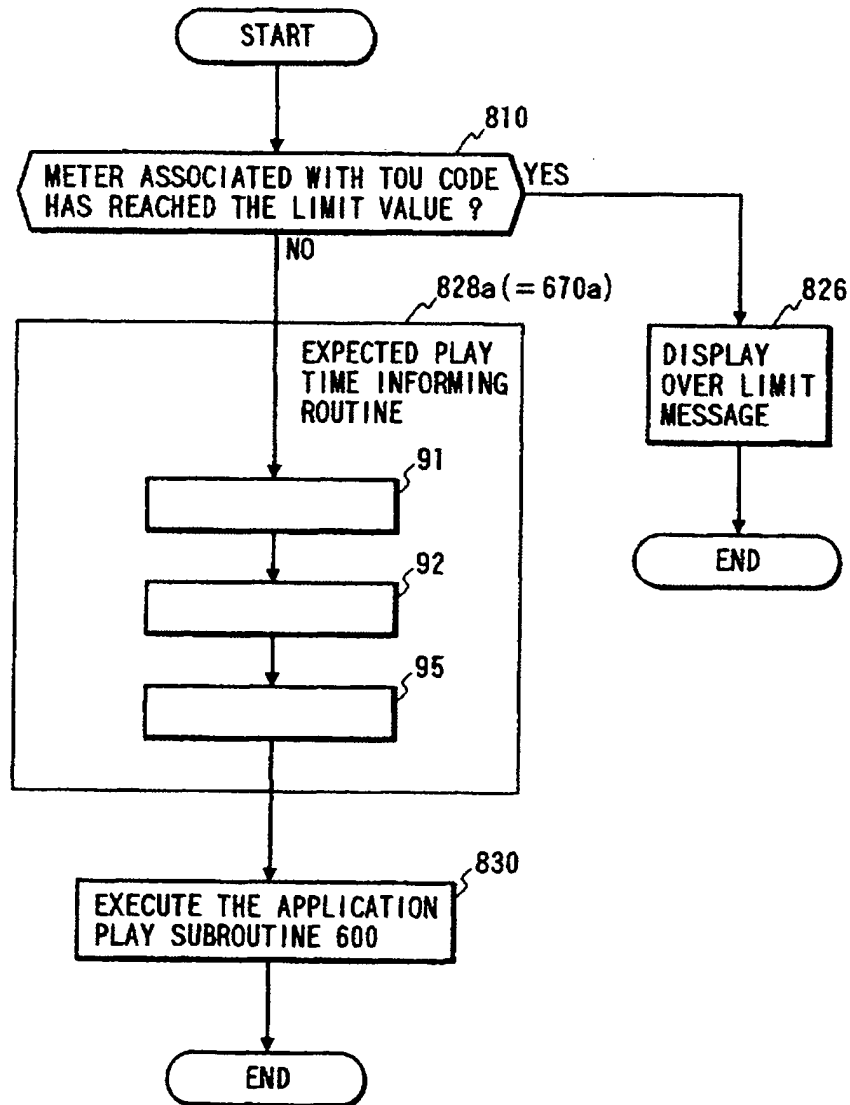 START
810
METER ASSOCIATED WITH TOU CODE
HAS REACHED THE LIMIT VALUE ?
YES
NO
828a (= 670a)
826
EXPECTED PLAY
TIME INFORMING
ROUTINE
DISPLAY
OVER LIMIT
MESSAGE
91
END
92
95
830
EXECUTE THE APPLICATION
PLAY SUBROUTINE 600
END